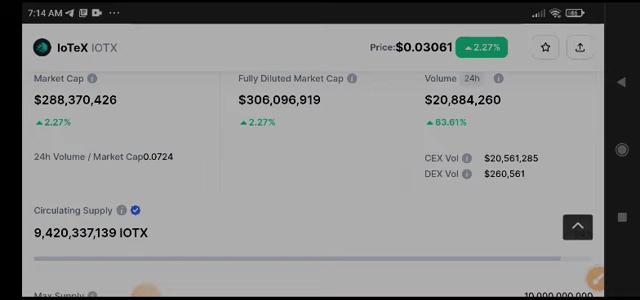 7:14 AM
IoTeX IOTX
Price:$0.03061 ▲2.27%
Market Cap
Fully Diluted Market Cap
Volume 24h
$288,370,426
$306,096,919
$20,884,260
▲2.27%
▲2.27%
▲63.61%
24h Volume / Market Cap0.0724
CEX Vol $20,561,285
DEX Vol $260,561
Circulating Supply
9,420,337,139 IOTX
Max Supply 10,000,000,000